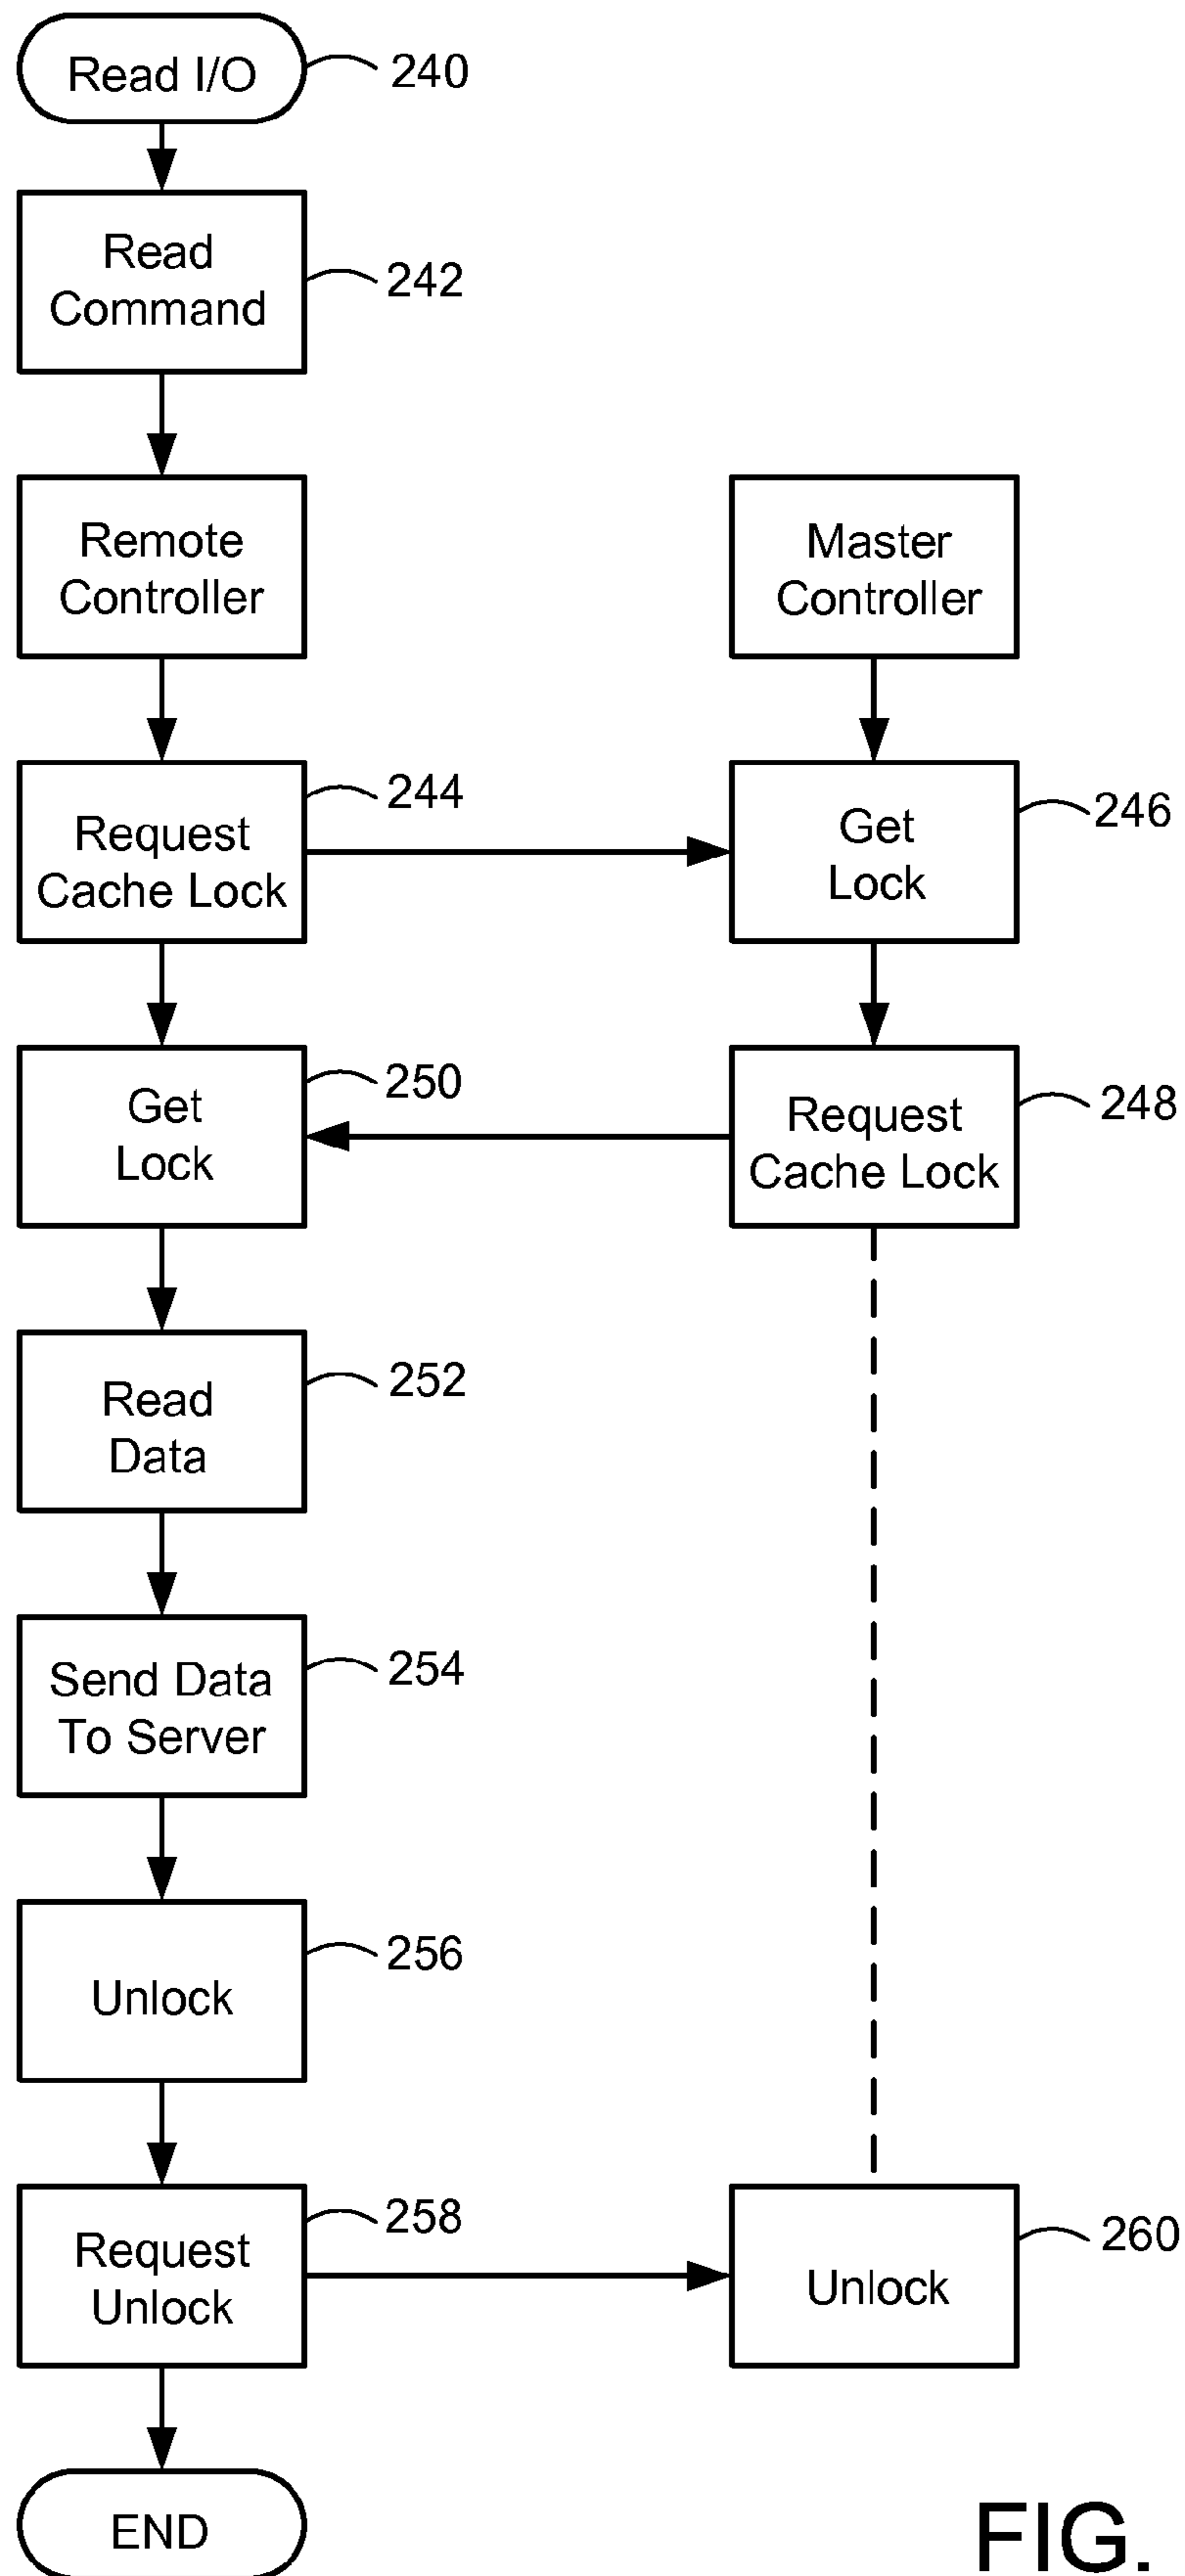 Read I/O
240
Read
Command
242
Remote
Controller
Master
Controller
Request
Cache Lock
244
Get
Lock
246
Get
Lock
250
Request
Cache Lock
248
Read
Data
252
Send Data
To Server
254
Unlock
256
Request
Unlock
258
Unlock
260
END
FIG.